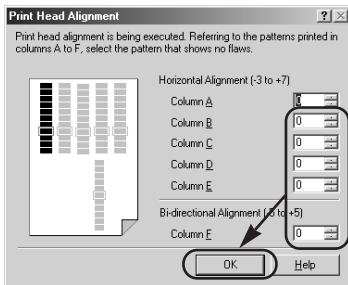 Print Head Alignment
Print head alignment is being executed. Referring to the patterns printed in
columns A to F, select the pattern that shows no flaws.
Horizontal Alignment (-3 to +7)
Column A 0
Column B 0
Column C 0
Column D 0
Column E 0
Bi-directional Alignment (-5 to +5)
Column F 0
OK Help